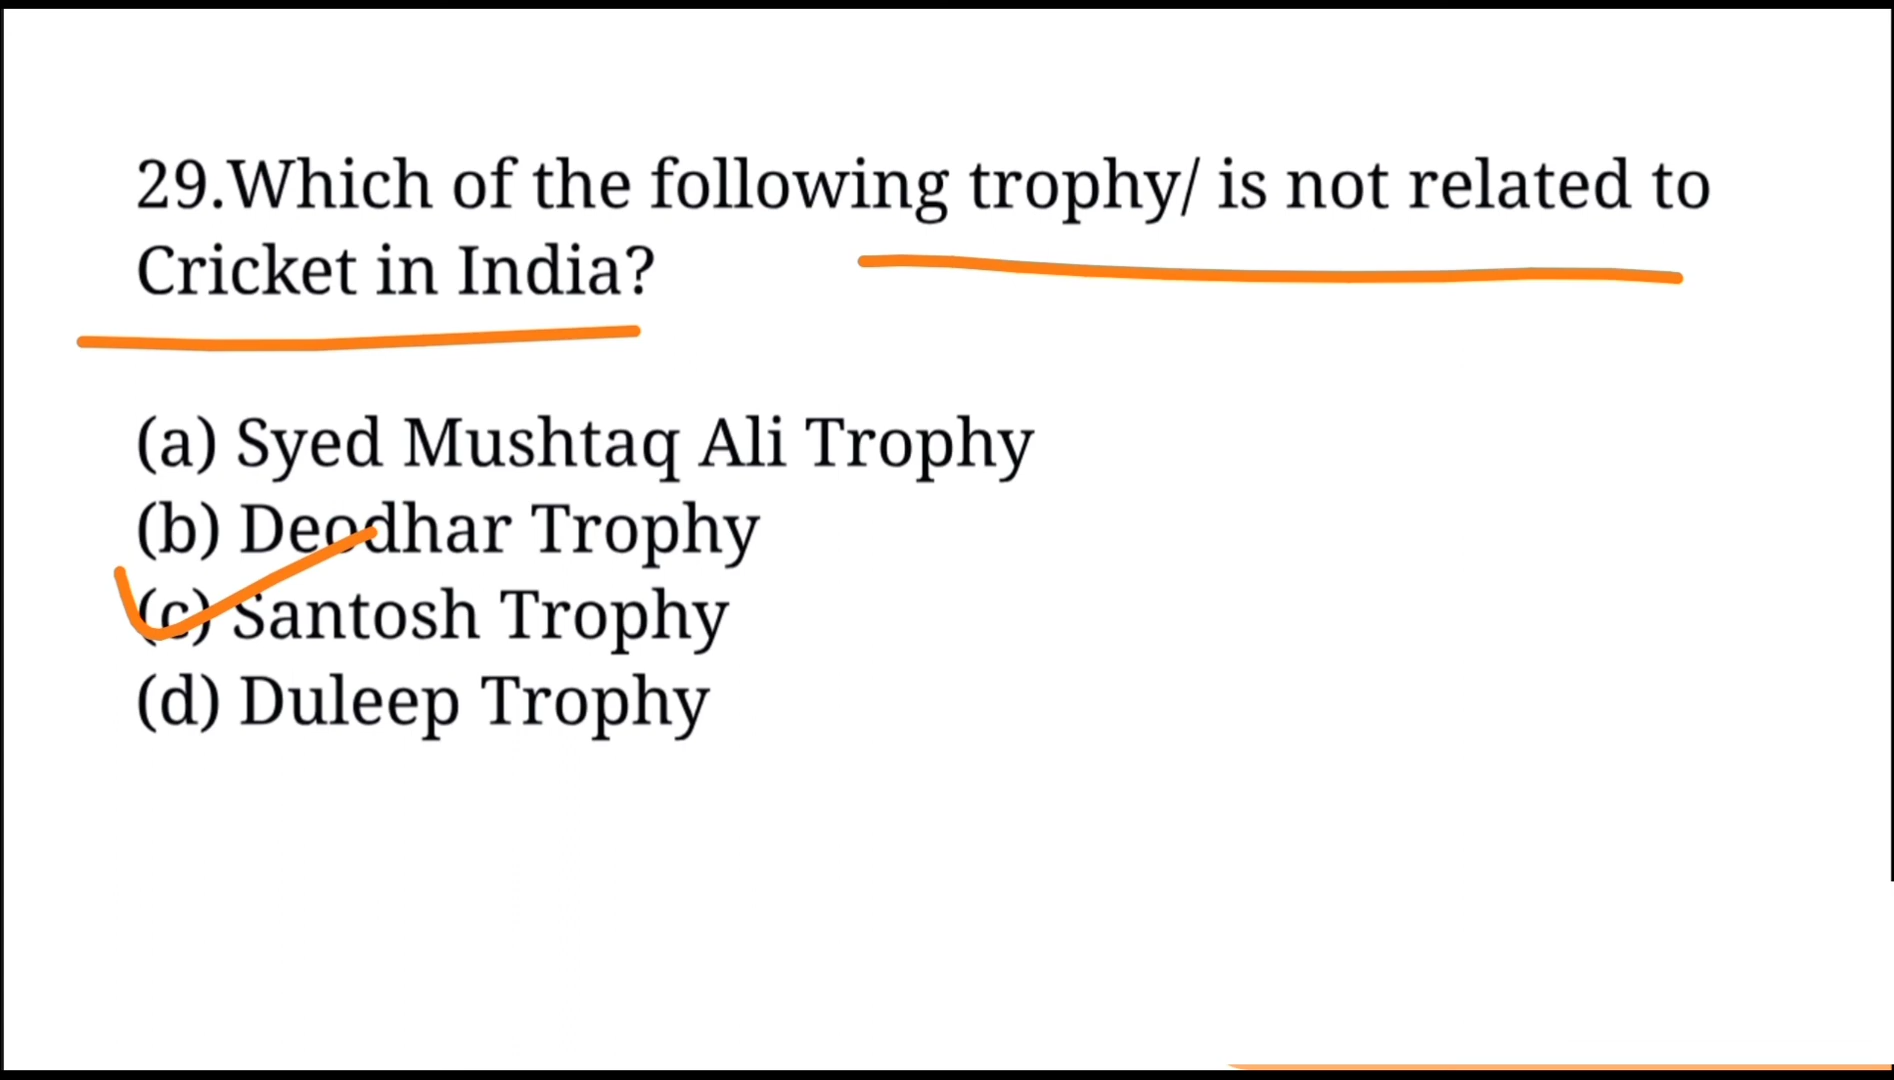 29.Which of the following trophy/ is not related to
Cricket in India?
(a) Syed Mushtaq Ali Trophy
(b) Deodhar Trophy
(c) Santosh Trophy
(d) Duleep Trophy